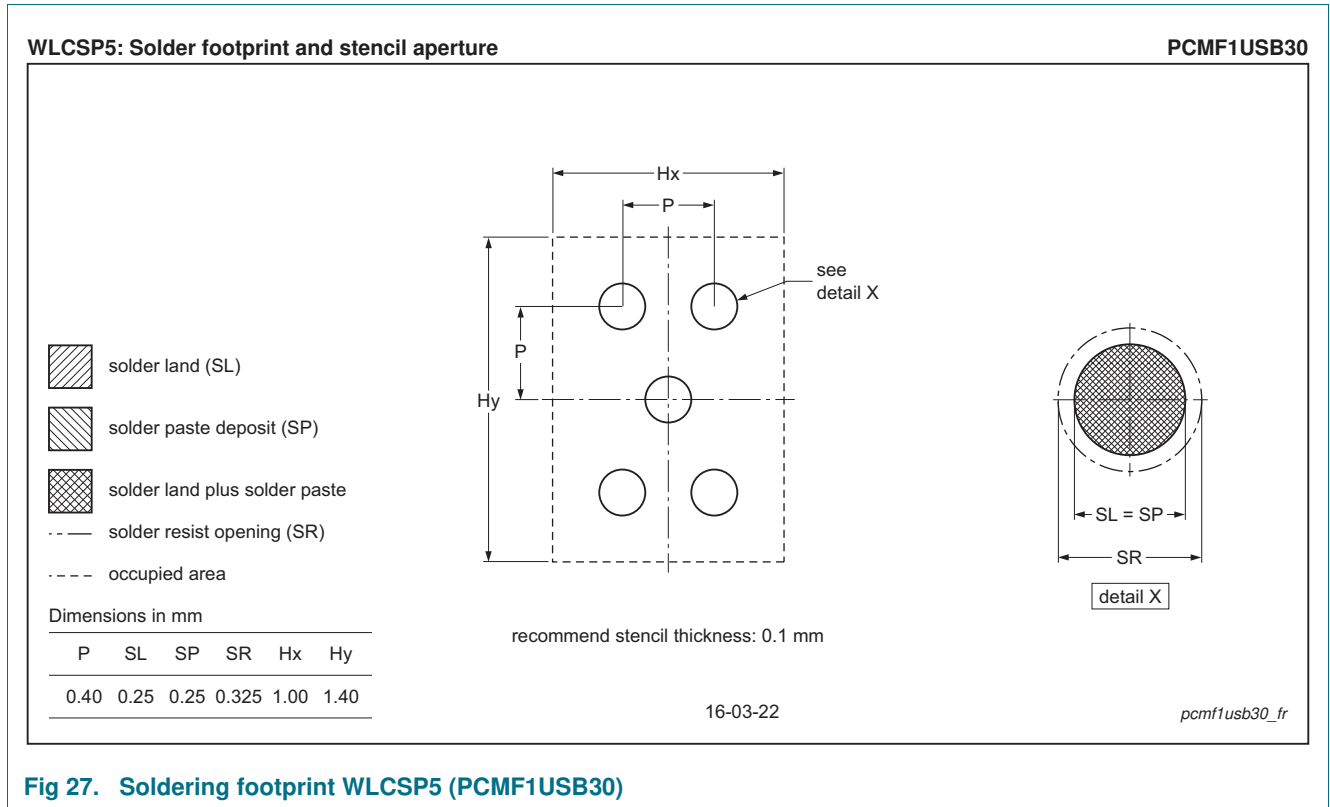 WLCSP5: Solder footprint and stencil aperture PCMF1USB30
Hx
P
see
detail X
P
Hy
solder land (SL)
solder paste deposit (SP)
solder land plus solder paste
solder resist opening (SR)
occupied area
SL = SP
SR
detail X
Dimensions in mm
P SL SP SR Hx Hy
0.40 0.25 0.25 0.325 1.00 1.40
recommend stencil thickness: 0.1 mm
16-03-22
pcmf1usb30_fr
Fig 27. Soldering footprint WLCSP5 (PCMF1USB30)